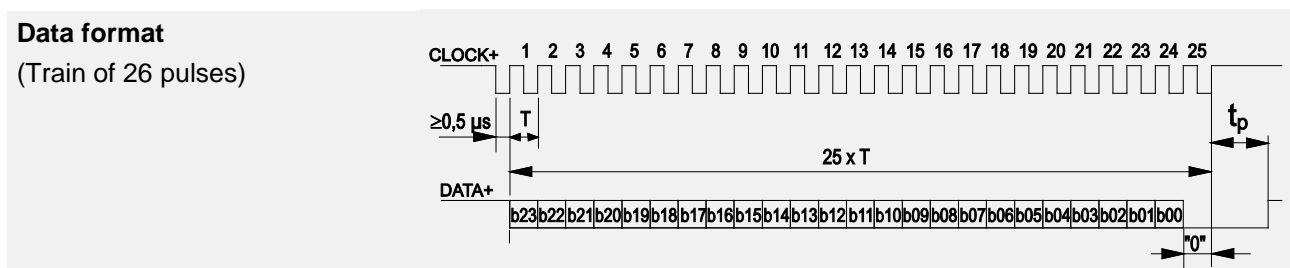 Data format
(Train of 26 pulses)
CLOCK+ 1 2 3 4 5 6 7 8 9 10 11 12 13 14 15 16 17 18 19 20 21 22 23 24 25
≥0,5 µs T tp
25 x T
DATA+
b23 b22 b21 b20 b19 b18 b17 b16 b15 b14 b13 b12 b11 b10 b09 b08 b07 b06 b05 b04 b03 b02 b01 b00
"0"